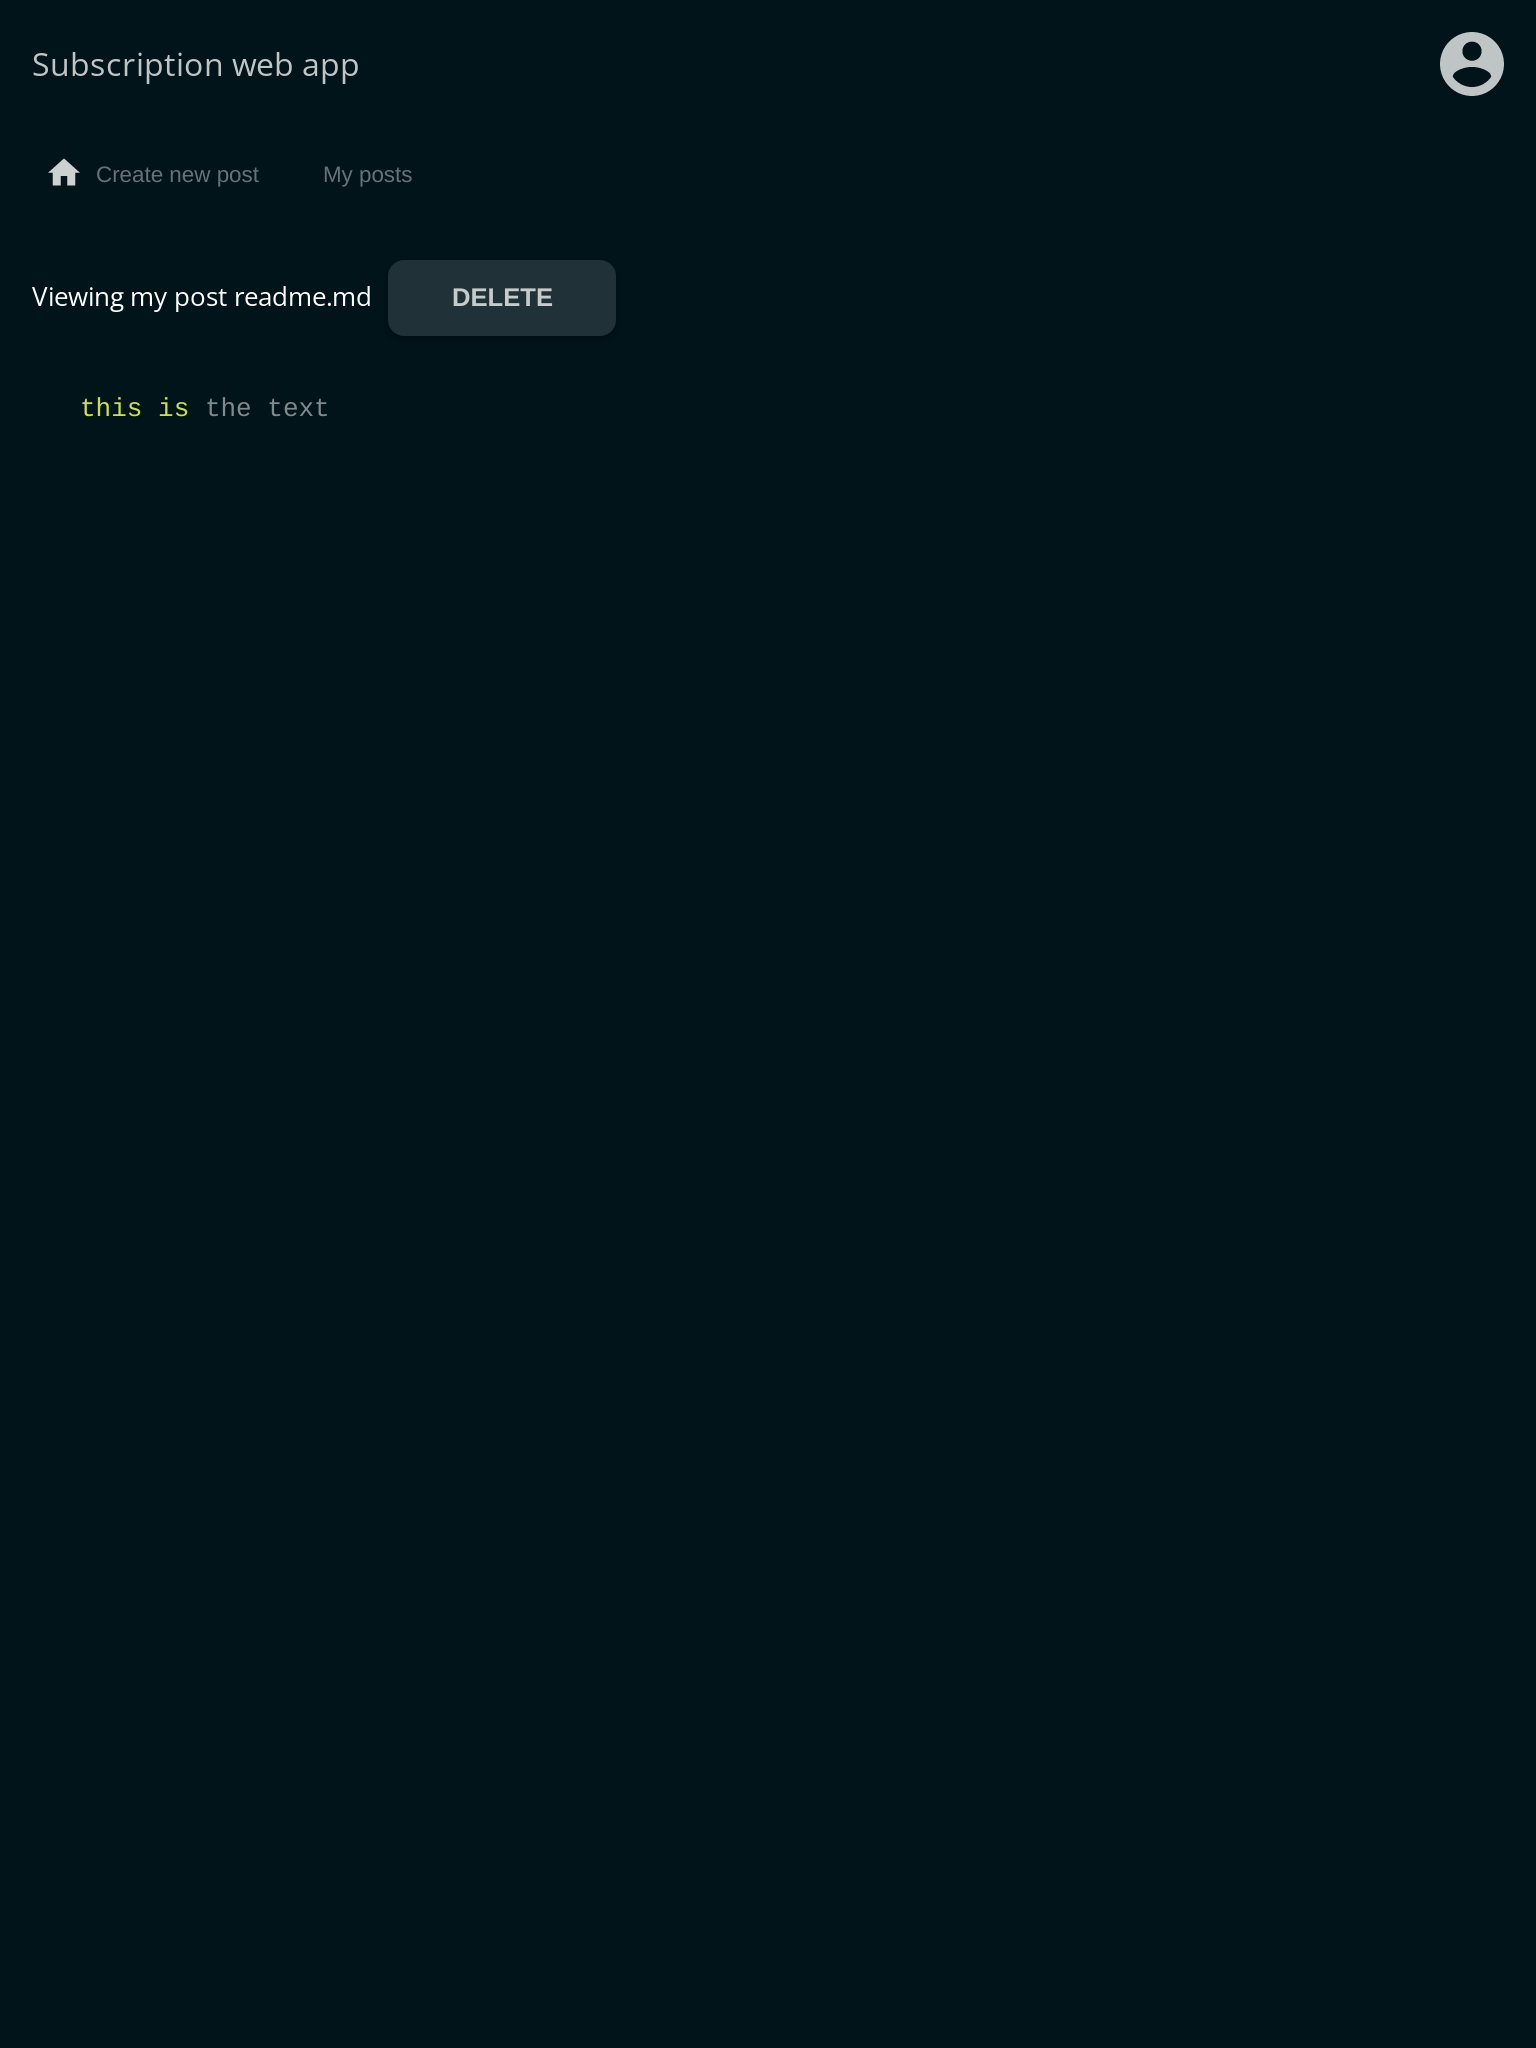 Subscription web app
Create new post My posts
Viewing my post readme.md DELETE
this is the text